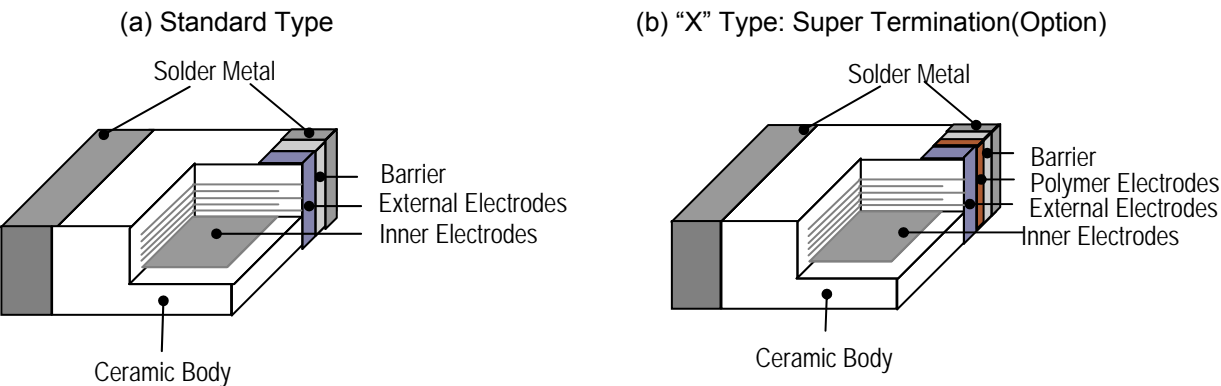 (a) Standard Type
Solder Metal
Barrier
External Electrodes
Inner Electrodes
Ceramic Body
(b) “X” Type: Super Termination(Option)
Solder Metal
Barrier
Polymer Electrodes
External Electrodes
Inner Electrodes
Ceramic Body